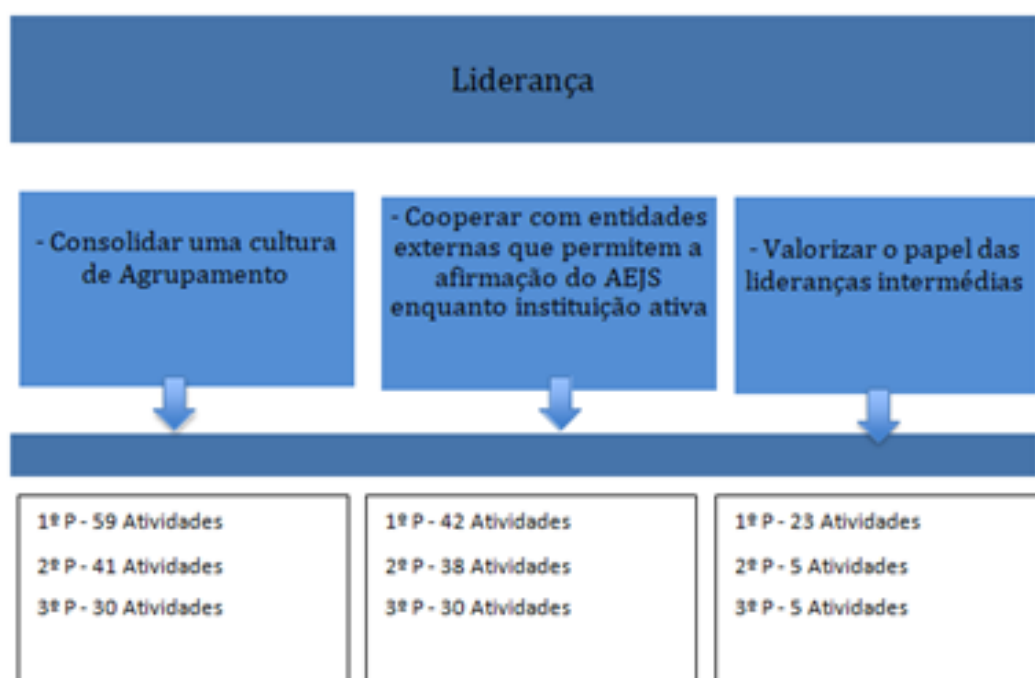 Liderança
- Consolidar uma cultura
de Agrupamento
- Cooperar com entidades
externas que permitem a
afirmação do AEJS
enquanto instituição ativa
- Valorizar o papel das
lideranças intermédias
1º P - 59 Atividades
2º P - 41 Atividades
3º P - 30 Atividades
1º P - 42 Atividades
2º P - 38 Atividades
3º P - 30 Atividades
1º P - 23 Atividades
2º P - 5 Atividades
3º P - 5 Atividades